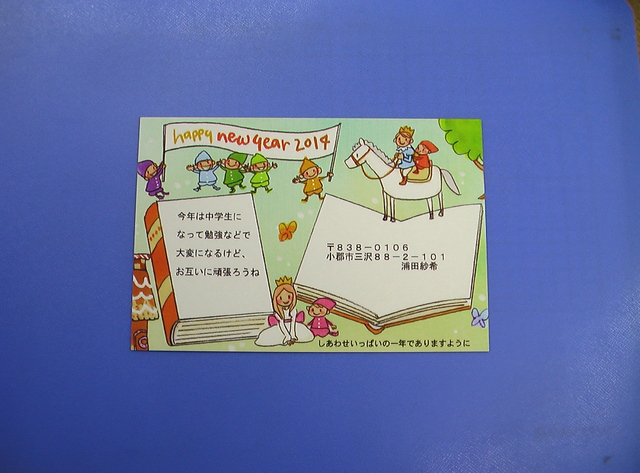 happy new year 2014
今年は中学生に
なって勉強などで
大変になるけど、
お互いに頑張ろうね
〒８３８－０１０６
小郡市三沢８８－２－１０１
浦田紗希
しあわせいっぱいの一年でありますように